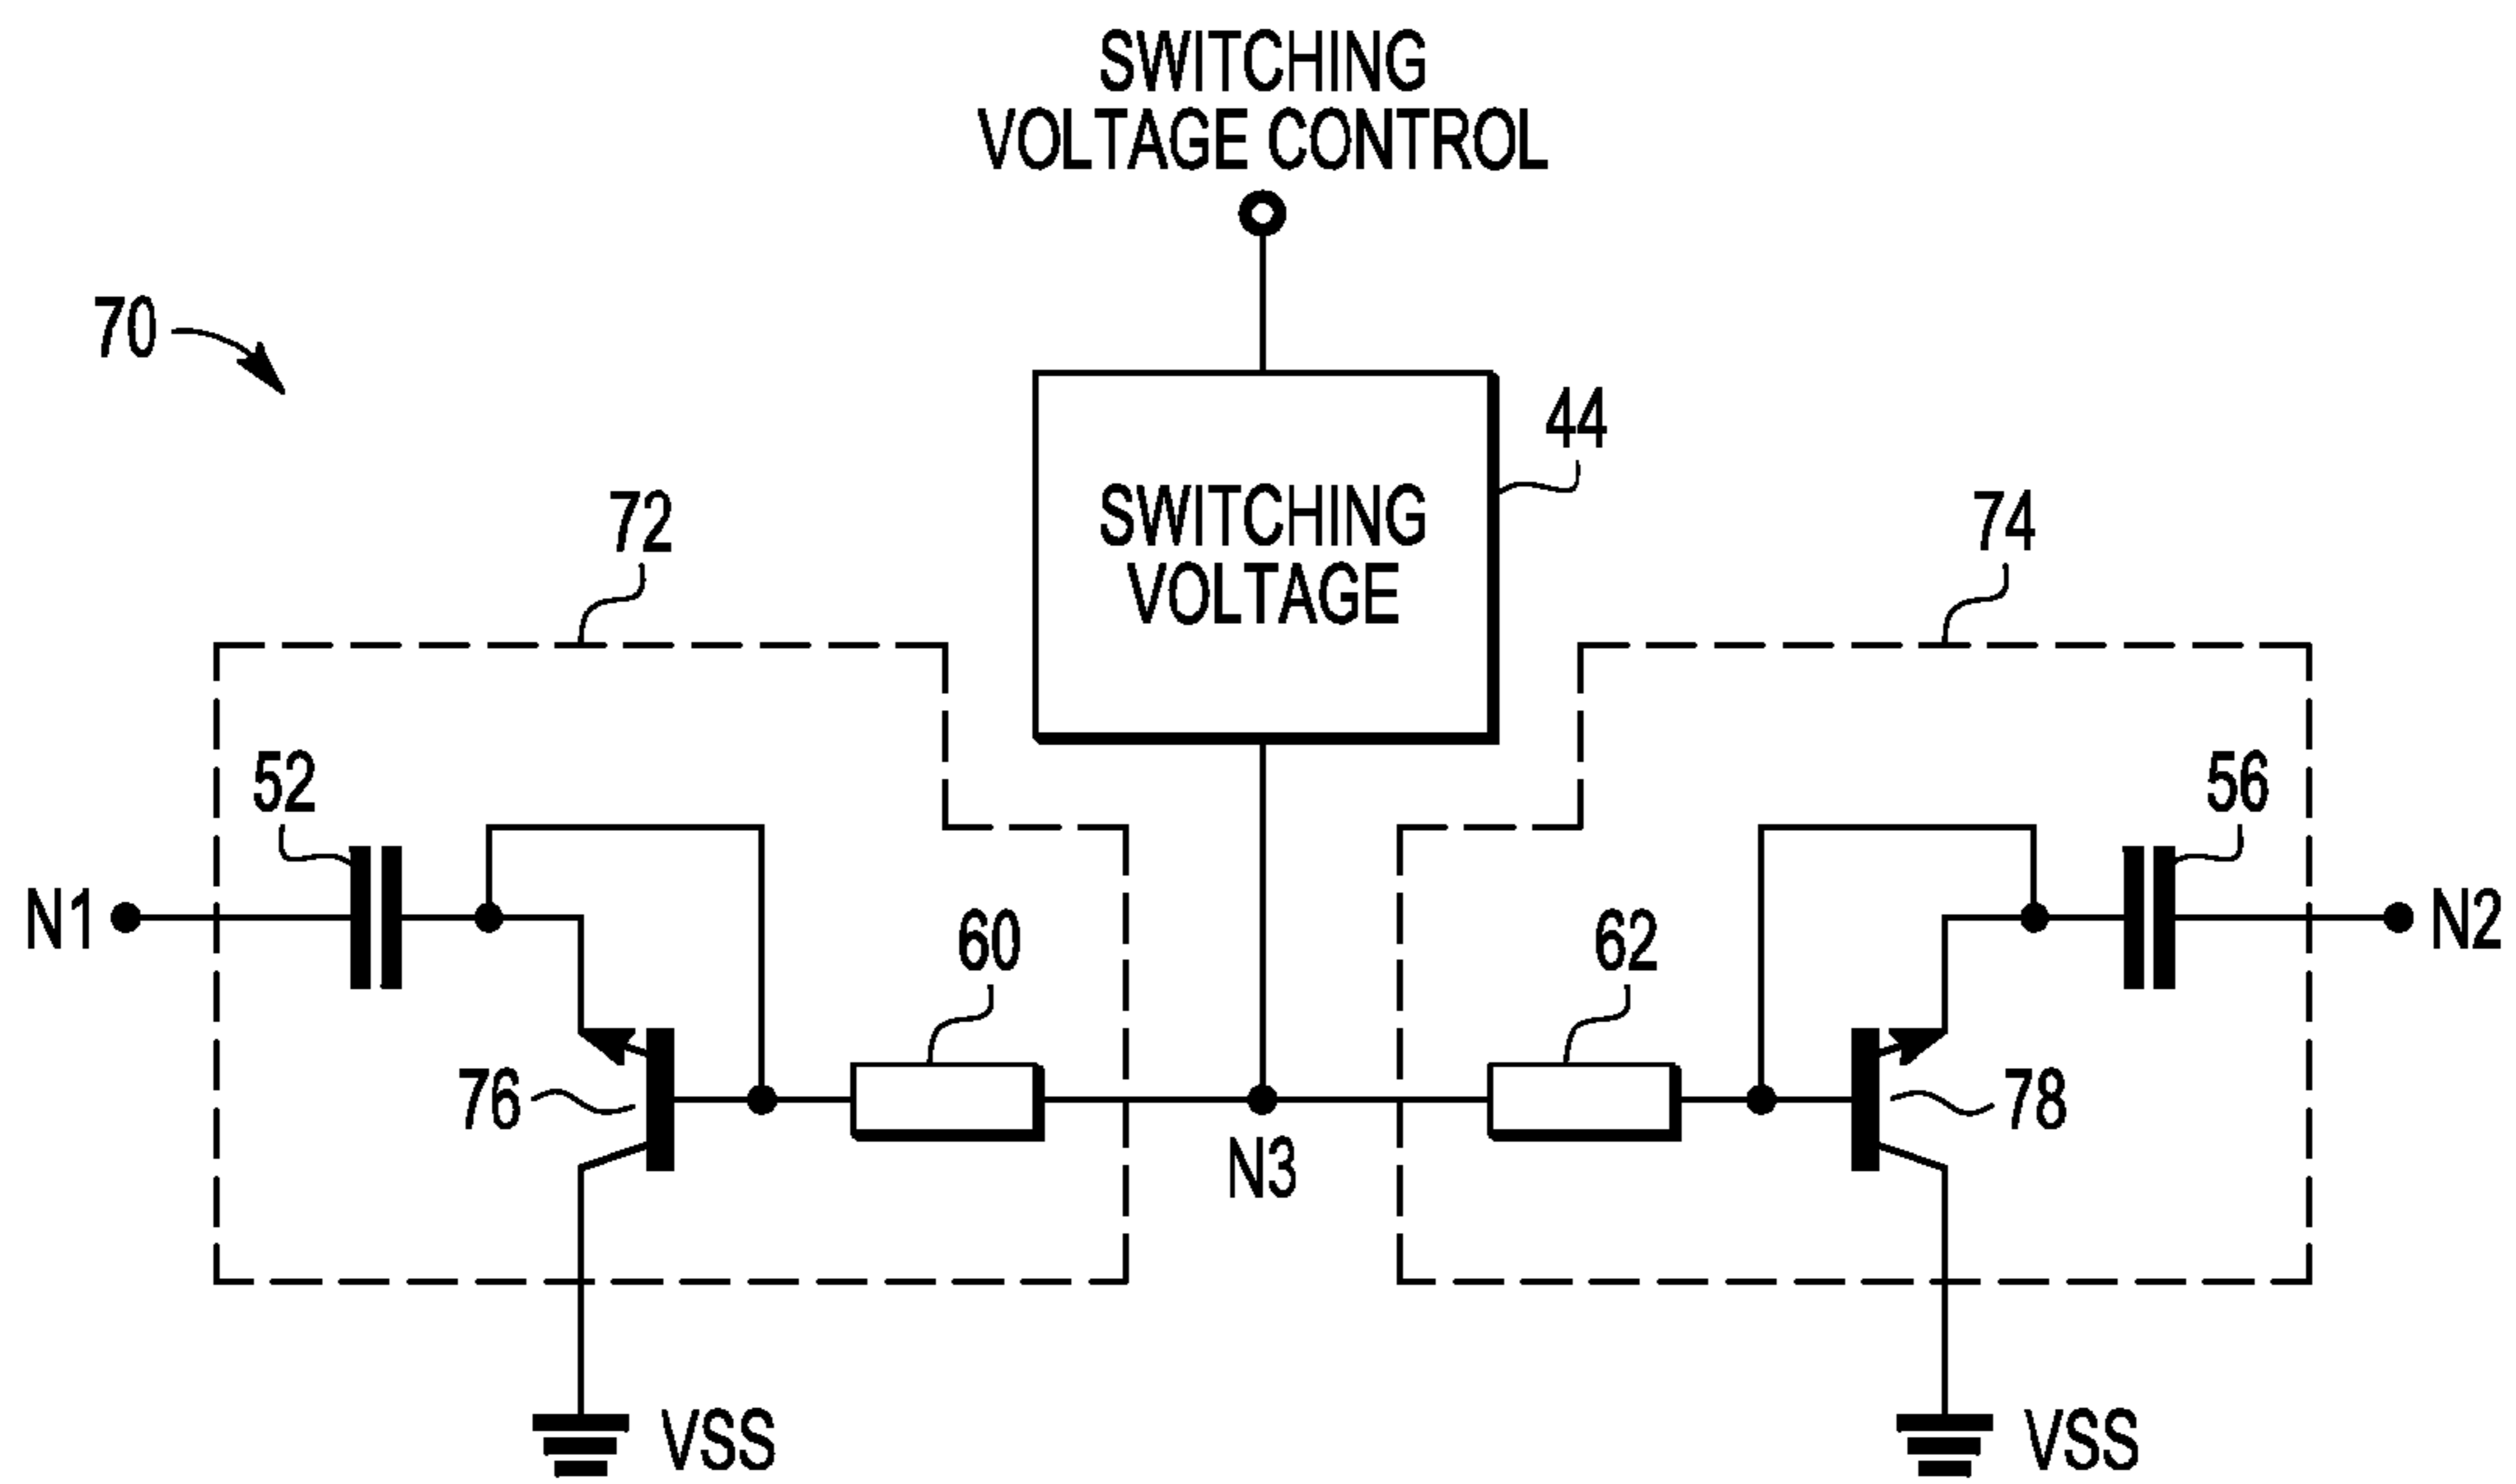 SWITCHING
VOLTAGE CONTROL
70
44
SWITCHING
VOLTAGE
72
74
52
56
N1
60
62
N2
76
78
N3
VSS
VSS